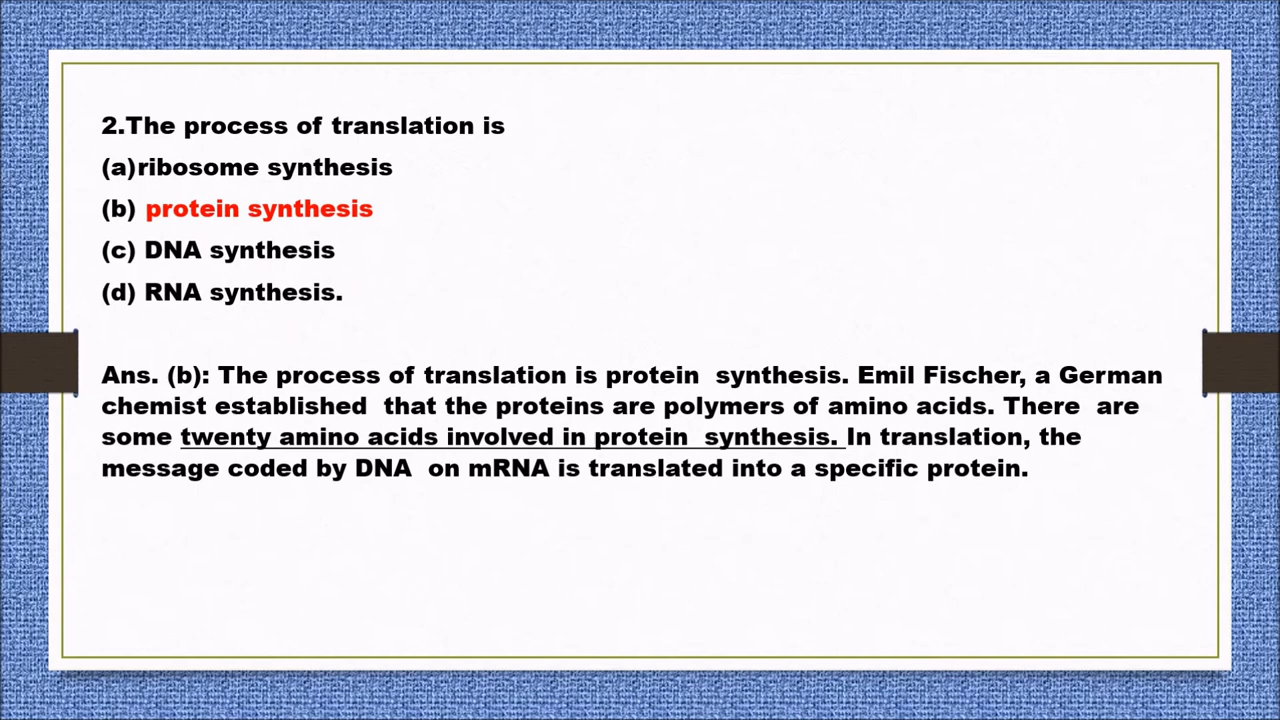 2.The process of translation is
(a)ribosome synthesis
(b) protein synthesis
(c) DNA synthesis
(d) RNA synthesis.
Ans. (b): The process of translation is protein  synthesis. Emil Fischer, a German
chemist established  that the proteins are polymers of amino acids. There  are
some twenty amino acids involved in protein  synthesis. In translation, the
message coded by DNA  on mRNA is translated into a specific protein.